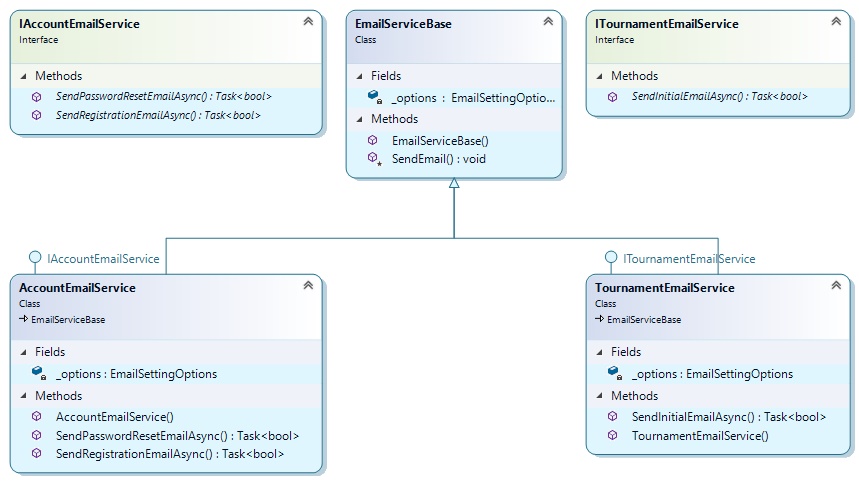 IAccountEmailService
Interface
Methods
SendPasswordResetEmailAsync() : Task<bool>
SendRegistrationEmailAsync() : Task<bool>
EmailServiceBase
Class
Fields
_options : EmailSettingOptio...
Methods
EmailServiceBase()
SendEmail() : void
ITournamentEmailService
Interface
Methods
SendInitialEmailAsync() : Task<bool>
IAccountEmailService
AccountEmailService
Class
EmailServiceBase
Fields
_options : EmailSettingOptions
Methods
AccountEmailService()
SendPasswordResetEmailAsync() : Task<bool>
SendRegistrationEmailAsync() : Task<bool>
ITournamentEmailService
TournamentEmailService
Class
EmailServiceBase
Fields
_options : EmailSettingOptions
Methods
SendInitialEmailAsync() : Task<bool>
TournamentEmailService()